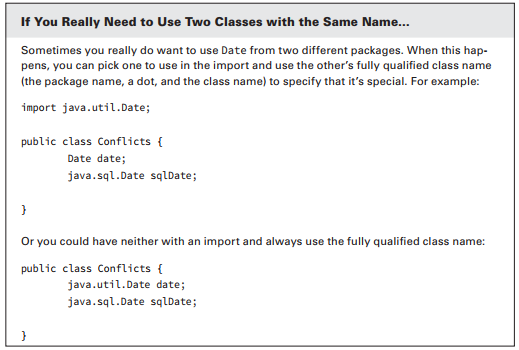 If You Really Need to Use Two Classes with the Same Name...
Sometimes you really do want to use Date from two different packages. When this hap-
pens, you can pick one to use in the import and use the other's fully qualified class name
(the package name, a dot, and the class name) to specify that it's special. For example:
import java.util.Date;
public class Conflicts {
Date date;
java.sql.Date sqlDate;
}
Or you could have neither with an import and always use the fully qualified class name:
public class Conflicts {
java.util.Date date;
java.sql.Date sqlDate;
}